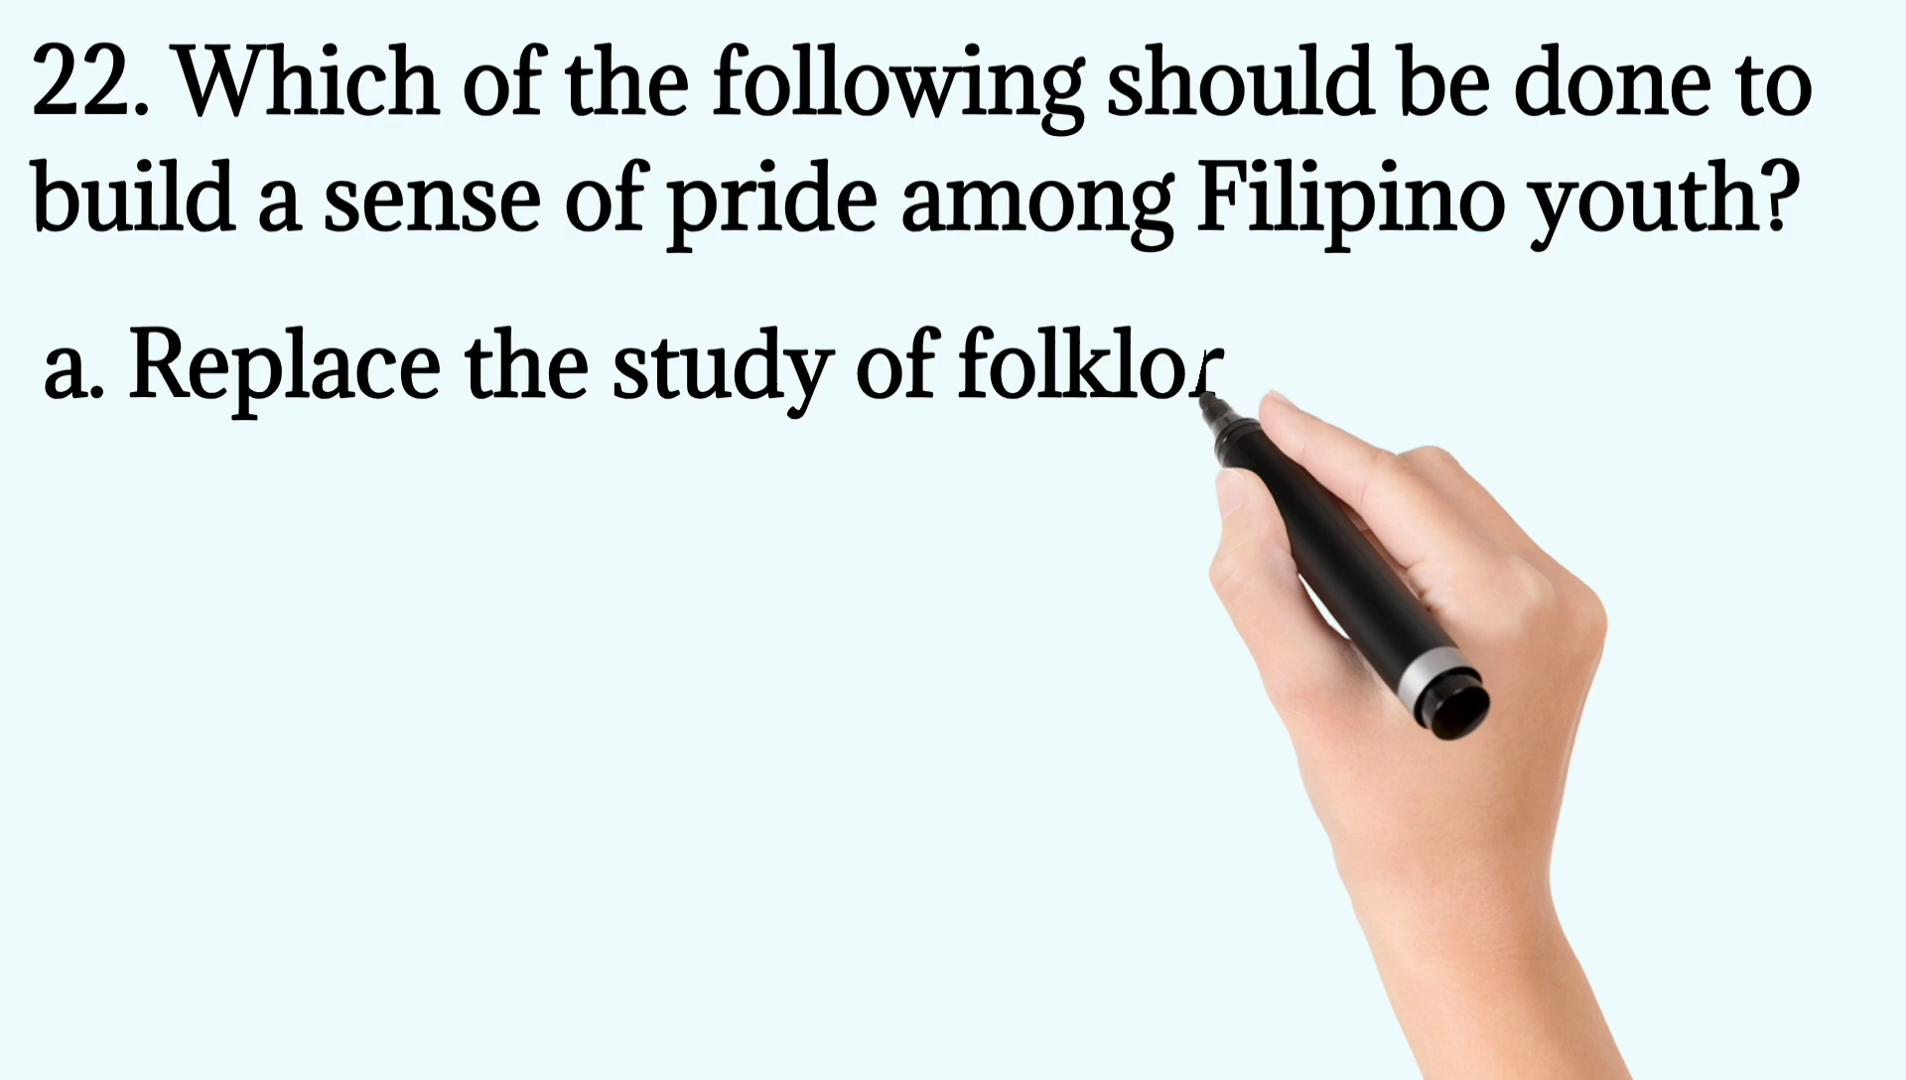 22. Which of the following should be done to
build a sense of pride among Filipino youth?
a. Replace the study of folklor